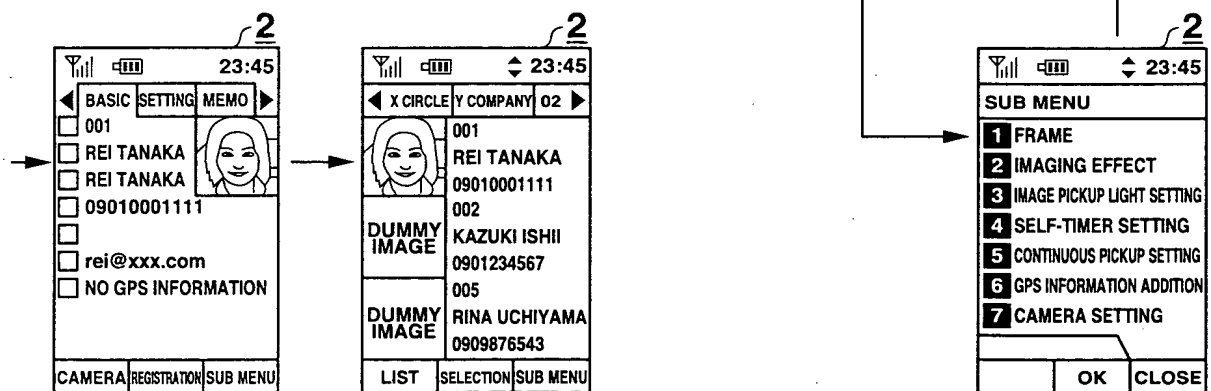 2
23:45
BASIC SETTING MEMO
001
REI TANAKA
REI TANAKA
09010001111
rei@xxx.com
NO GPS INFORMATION
CAMERA REGISTRATION SUB MENU
2
23:45
X CIRCLE Y COMPANY 02
001
REI TANAKA
09010001111
002
DUMMY IMAGE
KAZUKI ISHII
0901234567
005
DUMMY IMAGE
RINA UCHIYAMA
0909876543
LIST SELECTION SUB MENU
2
23:45
SUB MENU
1 FRAME
2 IMAGING EFFECT
3 IMAGE PICKUP LIGHT SETTING
4 SELF-TIMER SETTING
5 CONTINUOUS PICKUP SETTING
6 GPS INFORMATION ADDITION
7 CAMERA SETTING
OK CLOSE